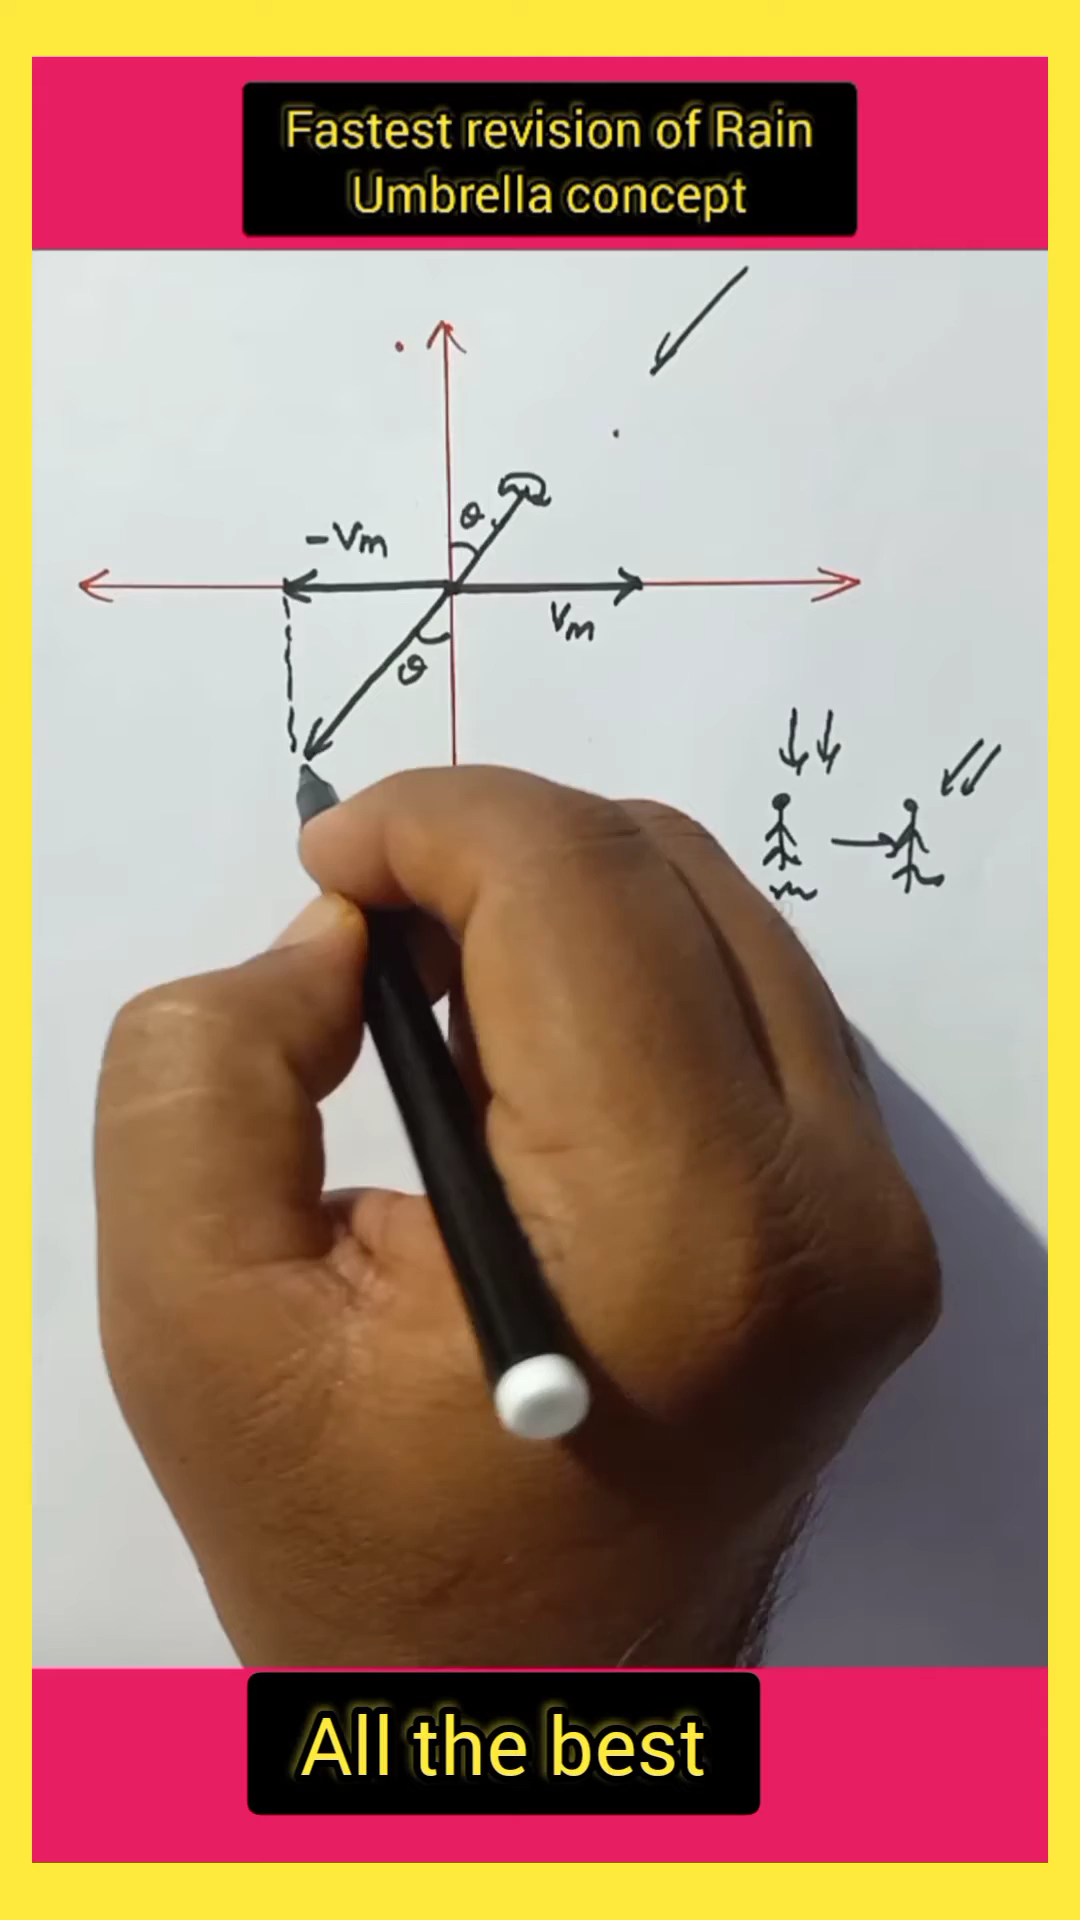 Fastest revision of Rain
Umbrella concept
θ
-Vm
Vm
θ
All the best